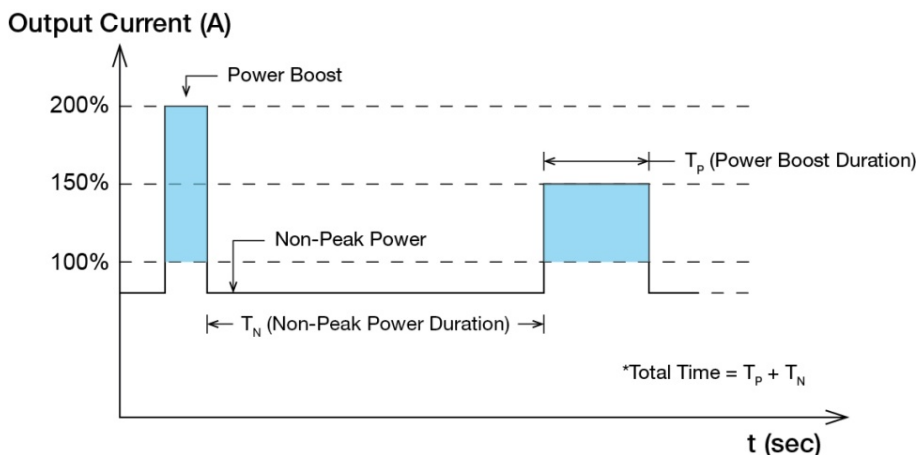 Output Current (A)
Power Boost
200%
T_P (Power Boost Duration)
150%
Non-Peak Power
100%
T_N (Non-Peak Power Duration)
*Total Time = T_P + T_N
t (sec)